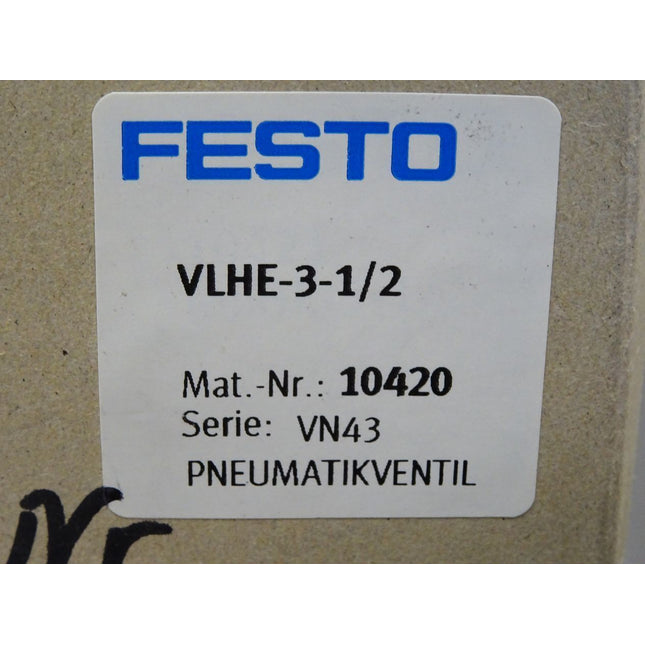 FESTO
VLHE-3-1/2
Mat.-Nr.: 10420
Serie: VN43
PNEUMATIKVENTIL